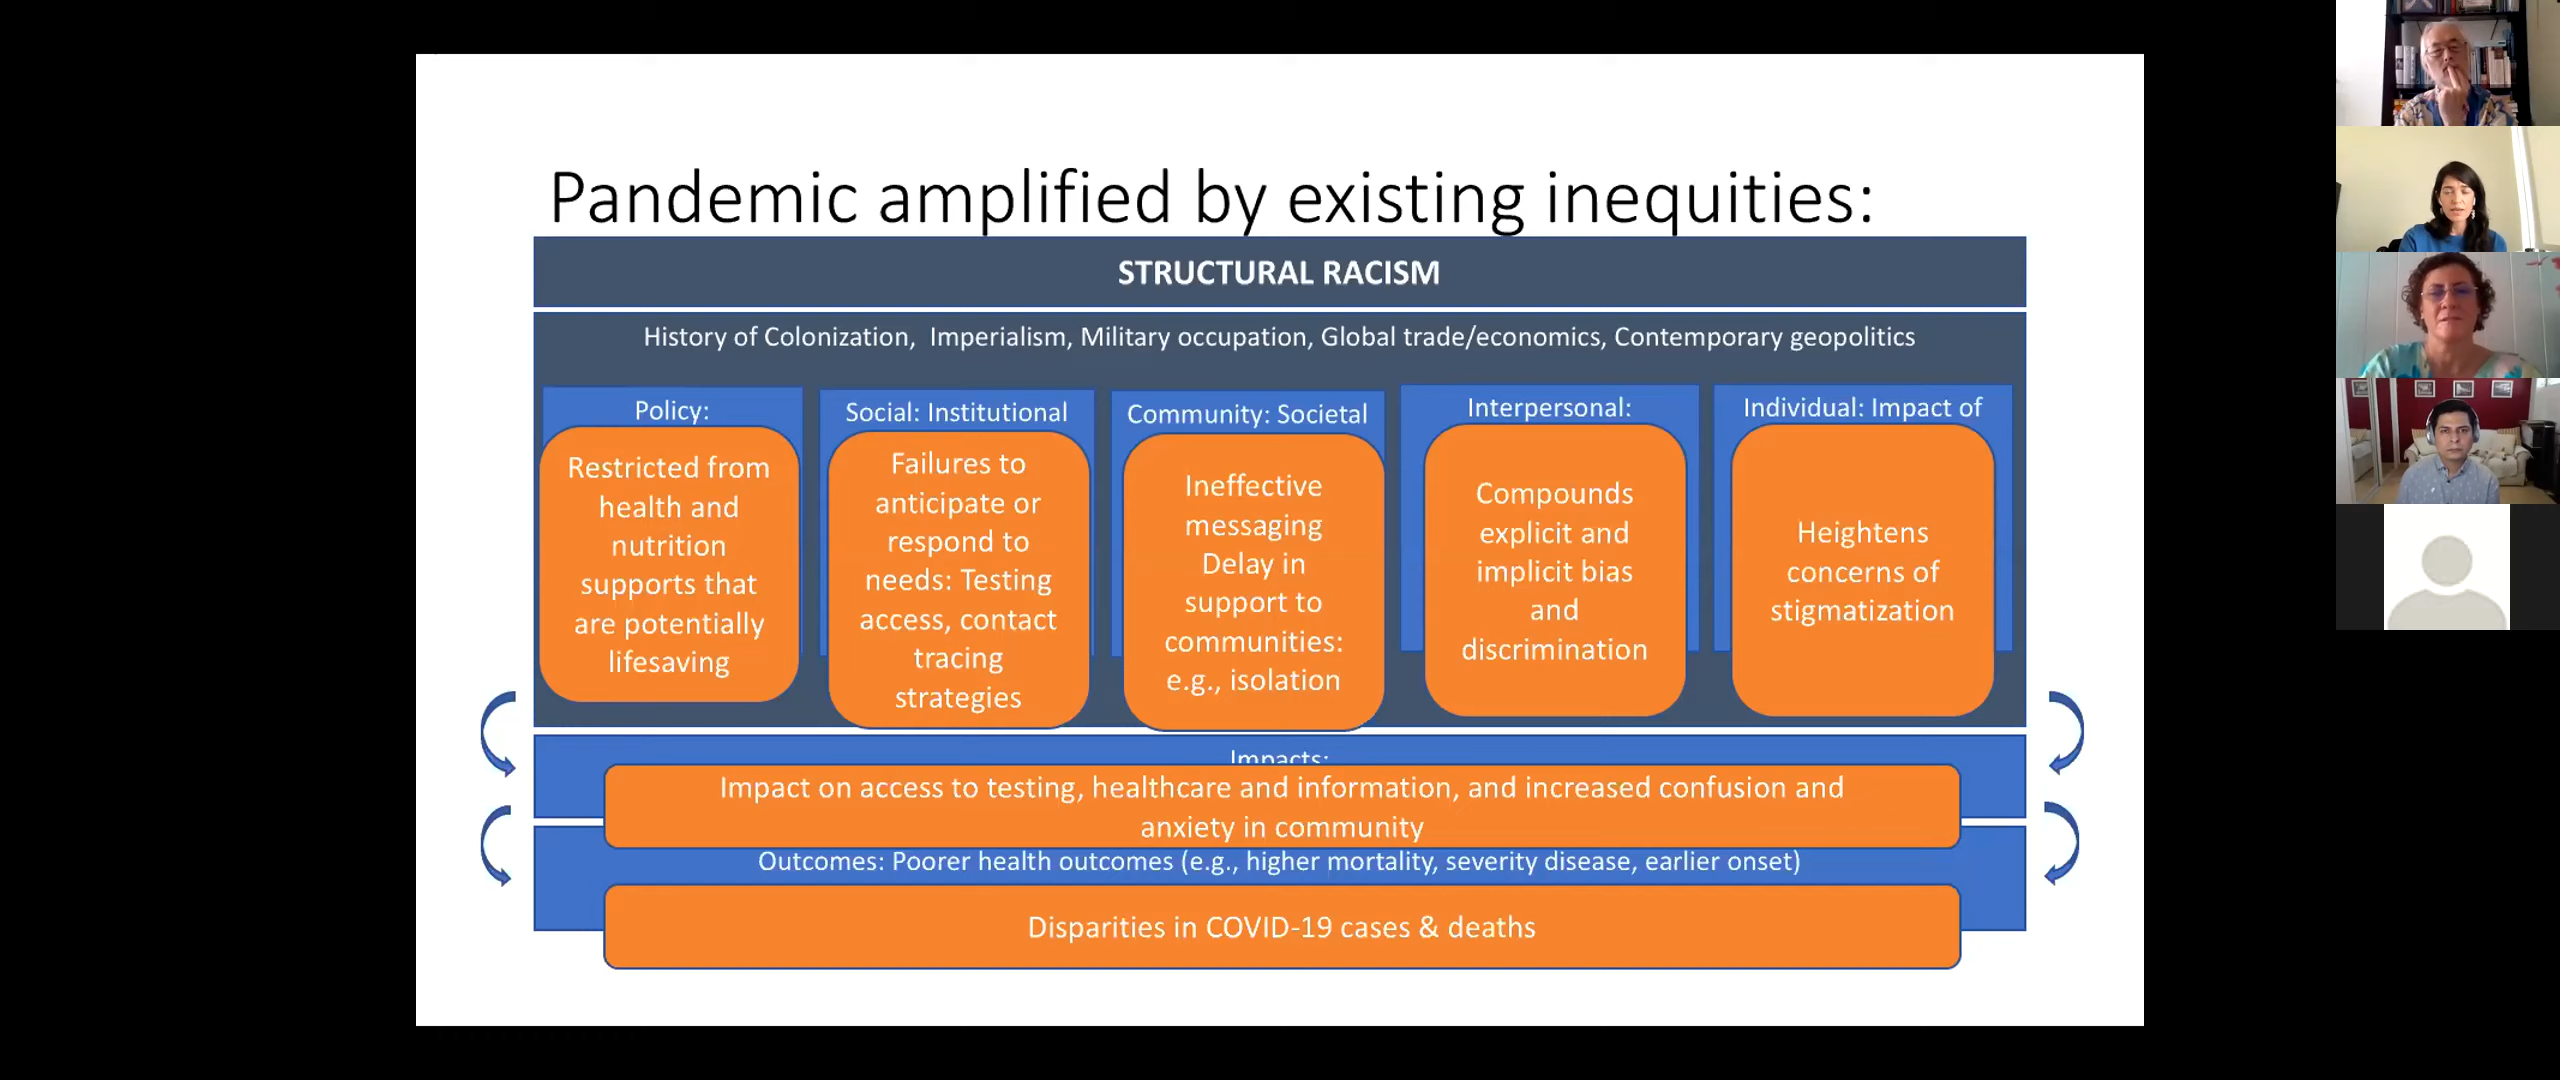 Pandemic amplified by existing inequities:
STRUCTURAL RACISM
History of Colonization, Imperialism, Military occupation, Global trade/economics, Contemporary geopolitics
Policy:
Restricted from
health and
nutrition
supports that
are potentially
lifesaving
Social: Institutional
Failures to
anticipate or
respond to
needs: Testing
access, contact
tracing
strategies
Community: Societal
Ineffective
messaging
Delay in
support to
communities:
e.g., isolation
Interpersonal:
Compounds
explicit and
implicit bias
and
discrimination
Individual: Impact of
Heightens
concerns of
stigmatization
Impacts:
Impact on access to testing, healthcare and information, and increased confusion and
anxiety in community
Outcomes: Poorer health outcomes (e.g., higher mortality, severity disease, earlier onset)
Disparities in COVID-19 cases & deaths